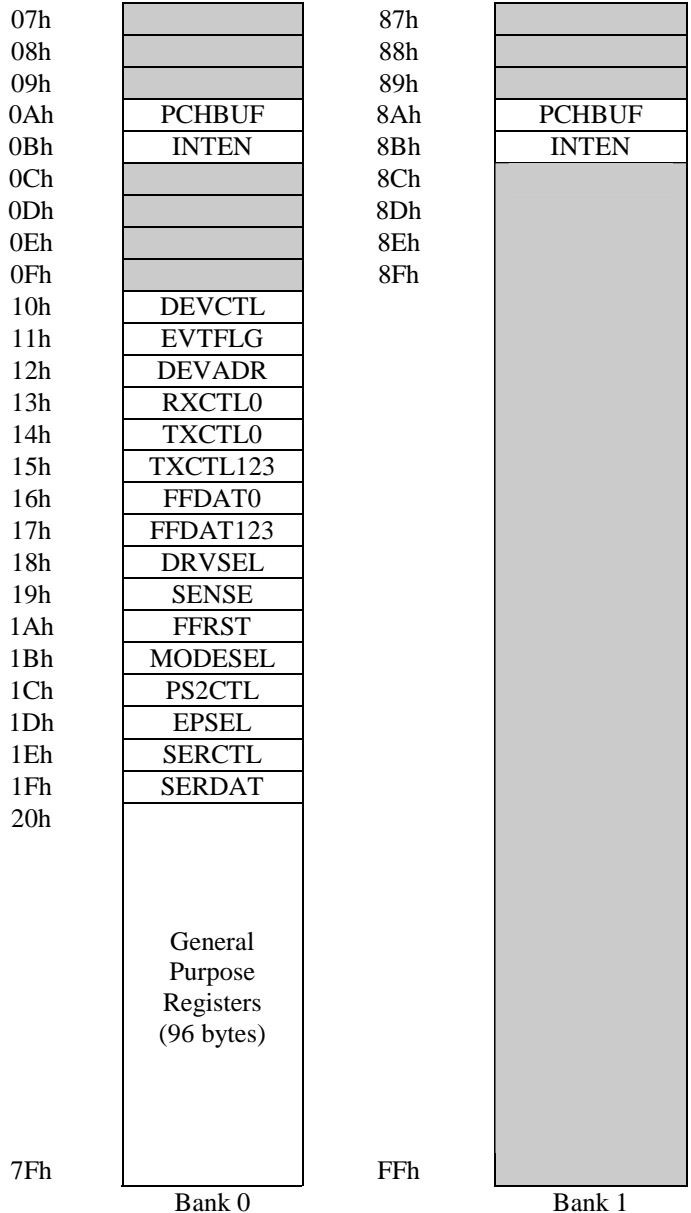 07h 87h
08h 88h
09h 89h
0Ah PCHBUF 8Ah PCHBUF
0Bh INTEN 8Bh INTEN
0Ch 8Ch
0Dh 8Dh
0Eh 8Eh
0Fh 8Fh
10h DEVCTL
11h EVTFLG
12h DEVADR
13h RXCTL0
14h TXCTL0
15h TXCTL123
16h FFDAT0
17h FFDAT123
18h DRVSEL
19h SENSE
1Ah FFRST
1Bh MODESEL
1Ch PS2CTL
1Dh EPSEL
1Eh SERCTL
1Fh SERDAT
20h
General
Purpose
Registers
(96 bytes)
7Fh FFh
Bank 0 Bank 1